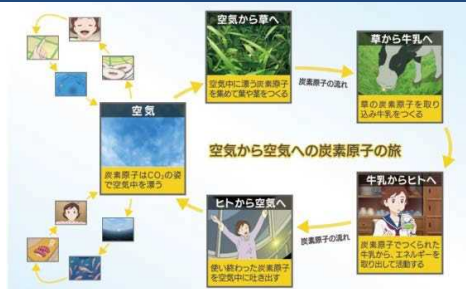 空気から草へ
空気中に漂う炭素原子
を集めて葉や茎をつくる
炭素原子の流れ
草から牛乳へ
草の炭素原子を取り
込み牛乳をつくる
空気
炭素原子はCO₂の姿
で空気中を漂う
空気から空気への炭素原子の旅
牛乳からヒトへ
炭素原子でつくられた
牛乳から、エネルギーを
取り出して活動する
炭素原子の流れ
ヒトから空気へ
使い終わった炭素原子
を空気中に吐き出す